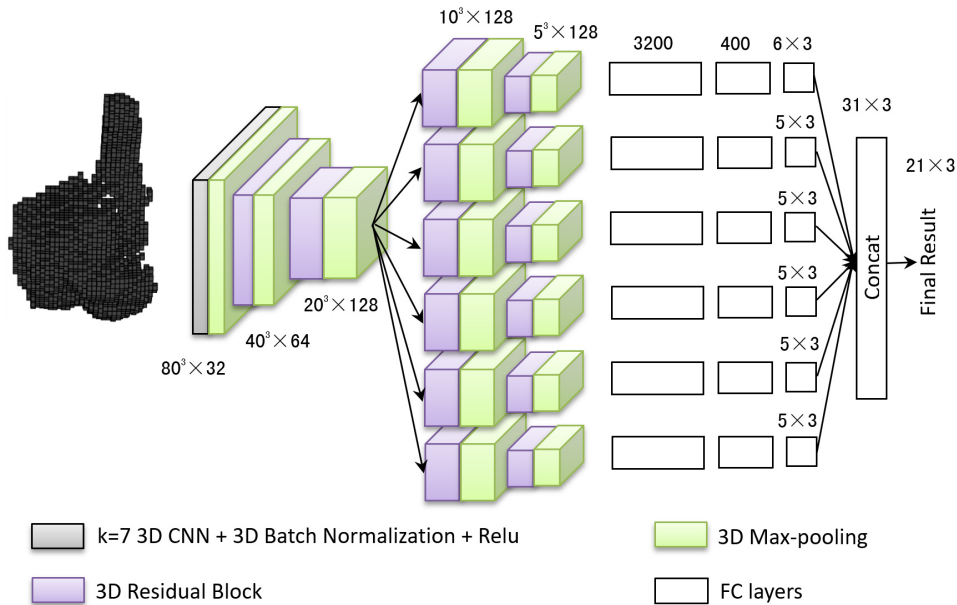 10³×128
5³×128
3200
400
6×3
5×3
31×3
5×3
21×3
5×3
5×3
5×3
Concat
Final Result
20³×128
40³×64
80³×32
k=7 3D CNN + 3D Batch Normalization + Relu
3D Max-pooling
3D Residual Block
FC layers